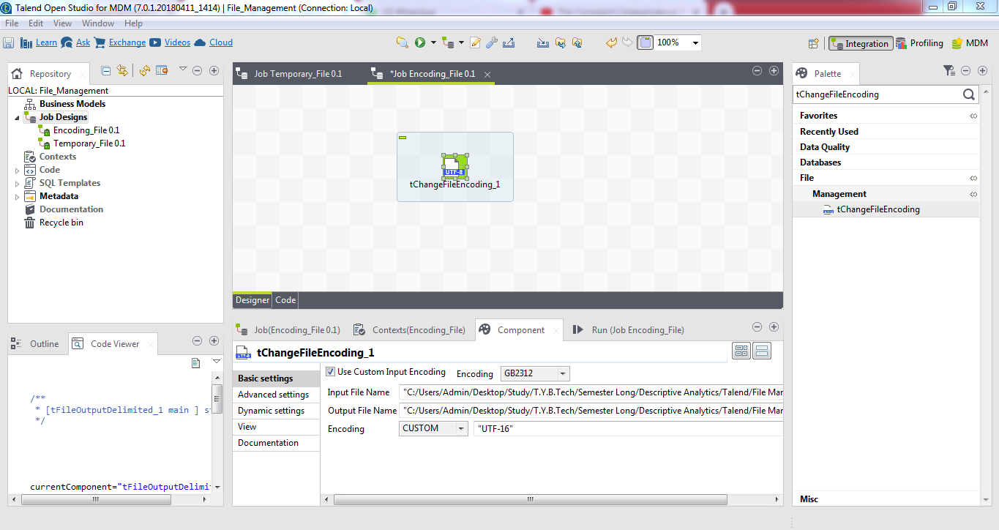 Talend Open Studio for MDM (7.0.1.20180411_1414) | File_Management (Connection: Local)
File Edit View Window Help
Learn Ask Exchange Videos Cloud 100% Integration Profiling MDM
Repository
LOCAL: File_Management
Business Models
Job Designs
Encoding_File 0.1
Temporary_File 0.1
Contexts
Code
SQL Templates
Metadata
Documentation
Recycle bin
Job Temporary_File 0.1 *Job Encoding_File 0.1
UTF-8
tChangeFileEncoding_1
Designer Code
Palette
tChangeFileEncoding
Favorites
Recently Used
Data Quality
Databases
File
Management
tChangeFileEncoding
Misc
Outline Code Viewer
/**
* [tFileOutputDelimited_1 main ] st
*/
currentComponent="tFileOutputDelimi
Job(Encoding_File 0.1) Contexts(Encoding_File) Component Run (Job Encoding_File)
tChangeFileEncoding_1
Basic settings
Advanced settings
Dynamic settings
View
Documentation
Use Custom Input Encoding Encoding GB2312
Input File Name "C:/Users/Admin/Desktop/Study/T.Y.B.Tech/Semester Long/Descriptive Analytics/Talend/File Mar
Output File Name "C:/Users/Admin/Desktop/Study/T.Y.B.Tech/Semester Long/Descriptive Analytics/Talend/File Mar
Encoding CUSTOM "UTF-16"